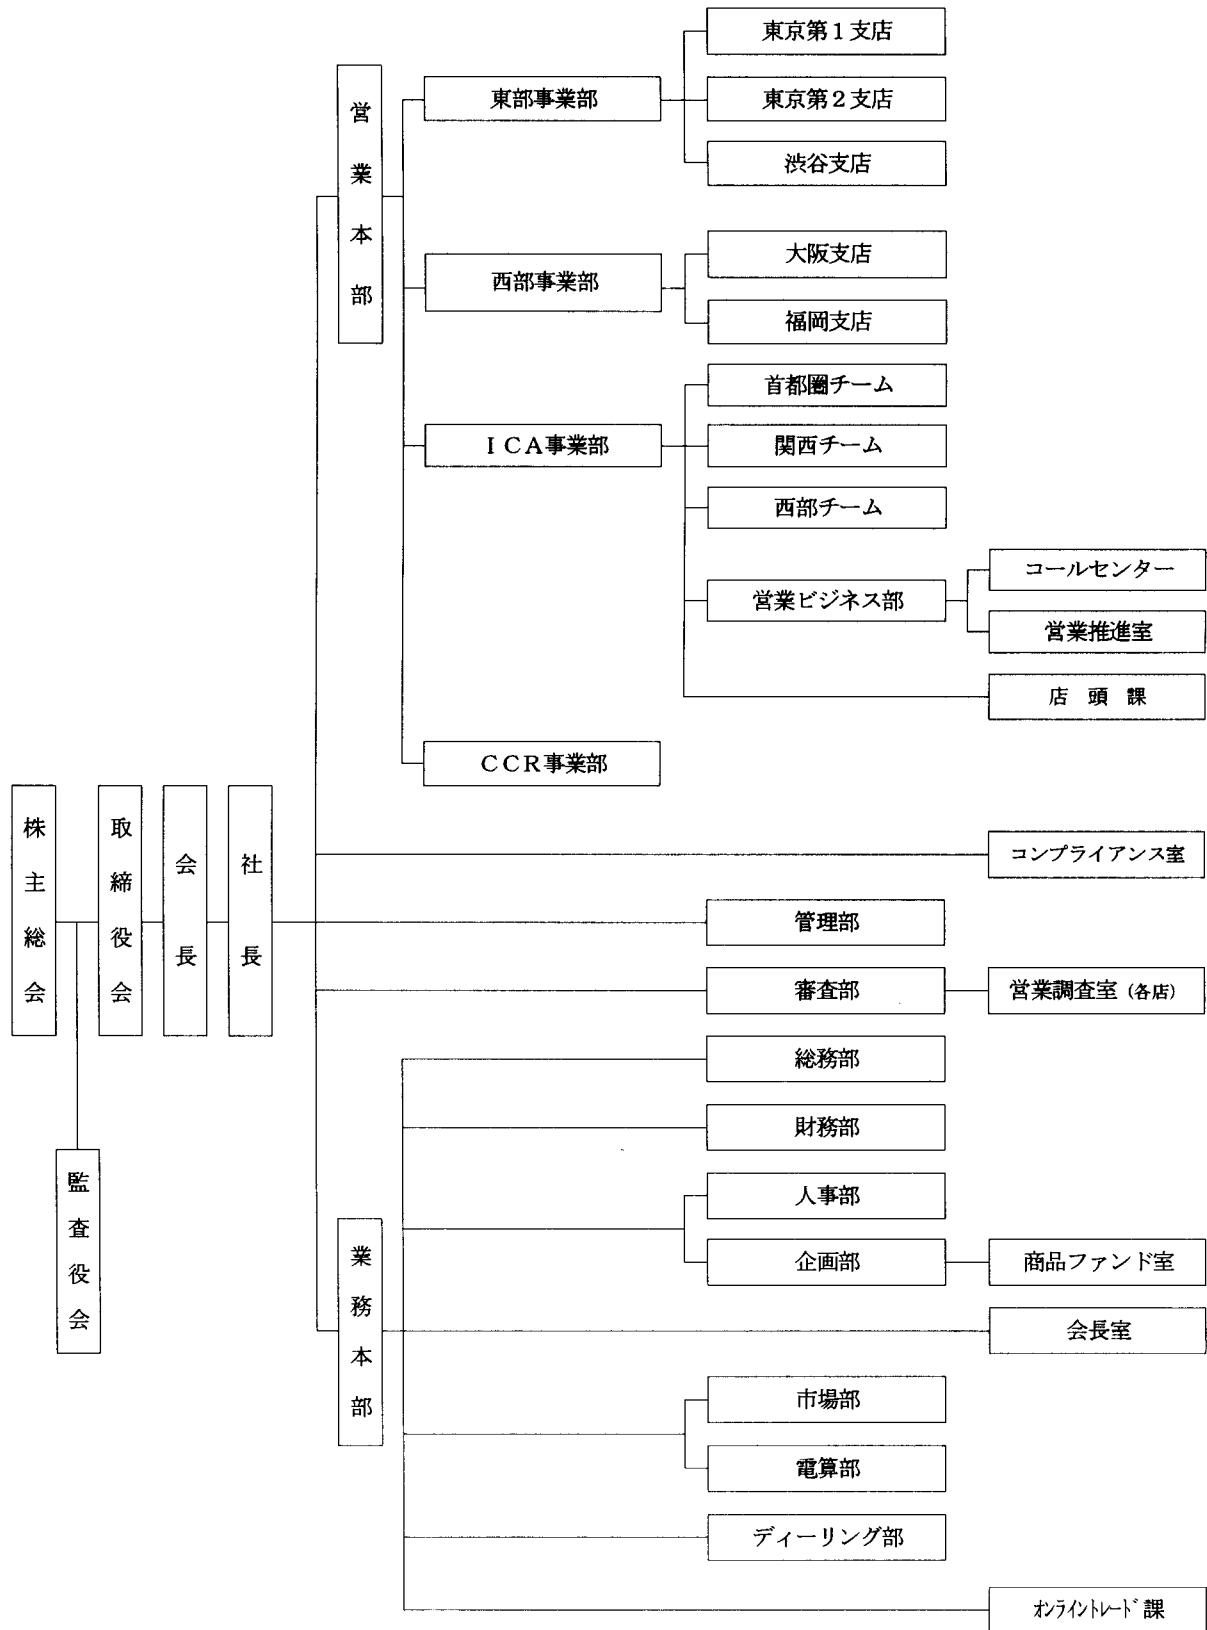 東京第１支店
東部事業部
東京第２支店
渋谷支店
営業本部
大阪支店
西部事業部
福岡支店
首都圏チーム
ＩＣＡ事業部
関西チーム
西部チーム
コールセンター
営業ビジネス部
営業推進室
店頭課
ＣＣＲ事業部
株主総会
取締役会
会長
社長
コンプライアンス室
管理部
審査部
営業調査室（各店）
総務部
財務部
監査役会
人事部
業務本部
企画部
商品ファンド室
会長室
市場部
電算部
ディーリング部
ｵﾝﾗｲﾝﾄﾚｰﾄﾞ課